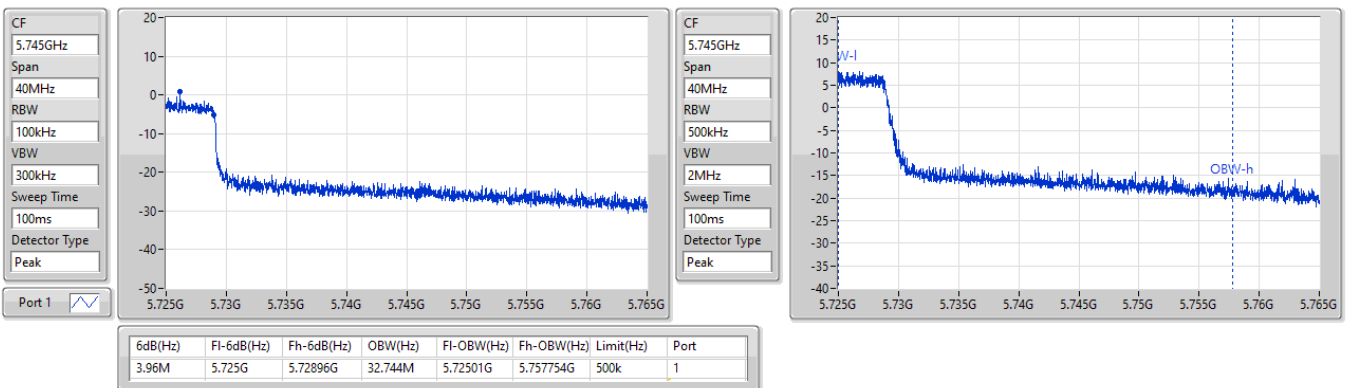 CF
5.745GHz
Span
40MHz
RBW
100kHz
VBW
300kHz
Sweep Time
100ms
Detector Type
Peak
Port 1
20
10
0
-10
-20
-30
-40
-50
5.725G 5.73G 5.735G 5.74G 5.745G 5.75G 5.755G 5.76G 5.765G
CF
5.745GHz
Span
40MHz
RBW
500kHz
VBW
2MHz
Sweep Time
100ms
Detector Type
Peak
20
15
10
5
0
-5
-10
-15
-20
-25
-30
-35
-40
W-l
OBW-h
5.725G 5.73G 5.735G 5.74G 5.745G 5.75G 5.755G 5.76G 5.765G
6dB(Hz) Fl-6dB(Hz) Fh-6dB(Hz) OBW(Hz) Fl-OBW(Hz) Fh-OBW(Hz) Limit(Hz) Port
3.96M 5.725G 5.72896G 32.744M 5.72501G 5.757754G 500k 1